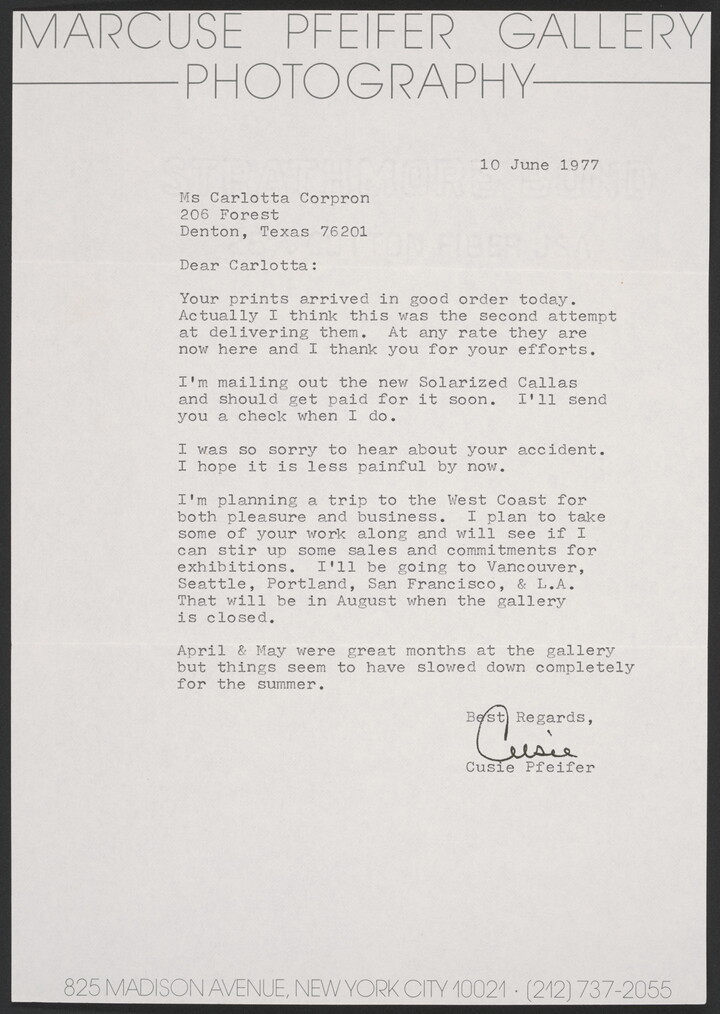 MARCUSE PFEIFER GALLERY
PHOTOGRAPHY
10 June 1977
Ms Carlotta Corpron
206 Forest
Denton, Texas 76201
Dear Carlotta:
Your prints arrived in good order today.
Actually I think this was the second attempt
at delivering them.  At any rate they are
now here and I thank you for your efforts.
I'm mailing out the new Solarized Callas
and should get paid for it soon.  I'll send
you a check when I do.
I was so sorry to hear about your accident.
I hope it is less painful by now.
I'm planning a trip to the West Coast for
both pleasure and business.  I plan to take
some of your work along and will see if I
can stir up some sales and commitments for
exhibitions.  I'll be going to Vancouver,
Seattle, Portland, San Francisco, & L.A.
That will be in August when the gallery
is closed.
April & May were great months at the gallery
but things seem to have slowed down completely
for the summer.
Best Regards,
Cusie
Cusie Pfeifer
825 MADISON AVENUE, NEW YORK CITY 10021 · (212) 737-2055